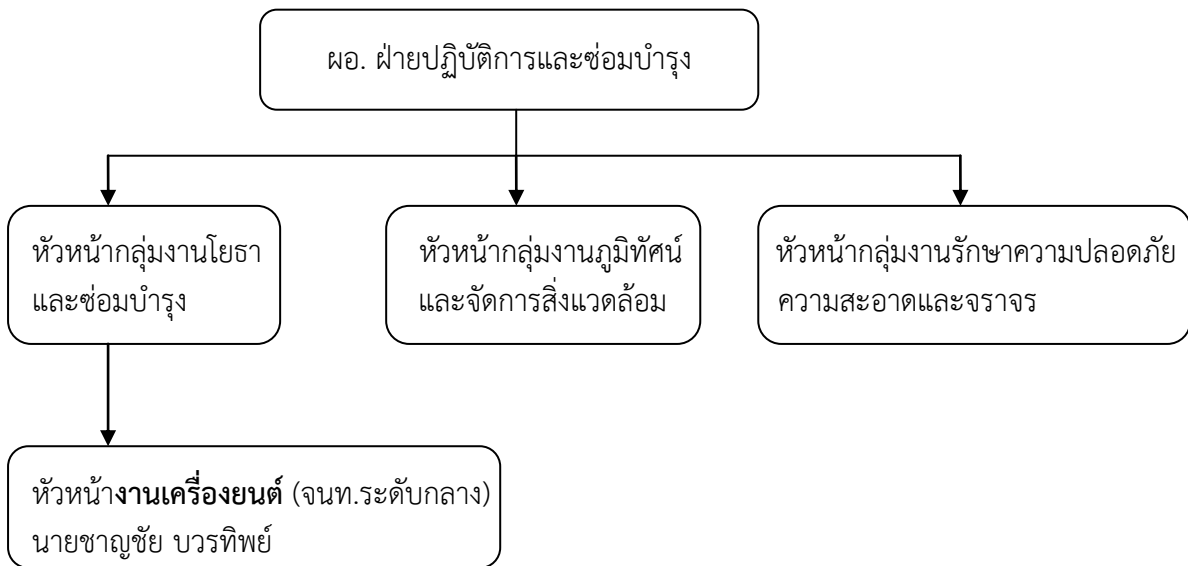 ผอ. ฝ่ายปฏิบัติการและซ่อมบำรุง
หัวหน้ากลุ่มงานโยธา
และซ่อมบำรุง
หัวหน้ากลุ่มงานภูมิทัศน์
และจัดการสิ่งแวดล้อม
หัวหน้ากลุ่มงานรักษาความปลอดภัย
ความสะอาดและจราจร
หัวหน้างานเครื่องยนต์ (จนท.ระดับกลาง)
นายชาญชัย บวรทิพย์